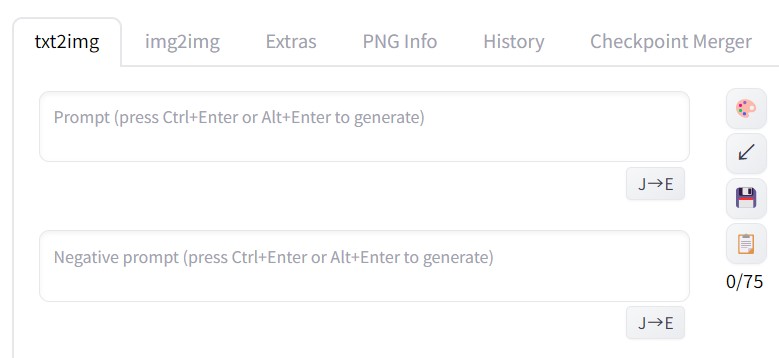 txt2img img2img Extras PNG Info History Checkpoint Merger
Prompt (press Ctrl+Enter or Alt+Enter to generate)
J→E
Negative prompt (press Ctrl+Enter or Alt+Enter to generate)
0/75
J→E